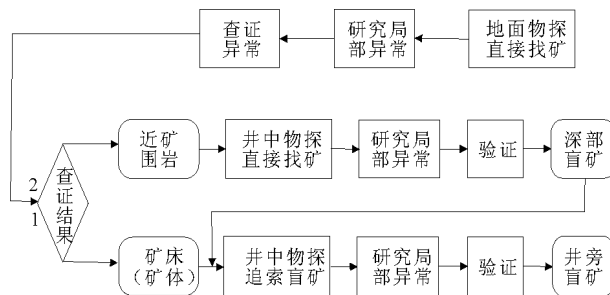 查证
异常
研究局
部异常
地面物探
直接找矿
近矿
围岩
井中物探
直接找矿
研究局
部异常
验证
深部
盲矿
2
1
查证结果
矿床
(矿体)
井中物探
追索盲矿
研究局
部异常
验证
井旁
盲矿